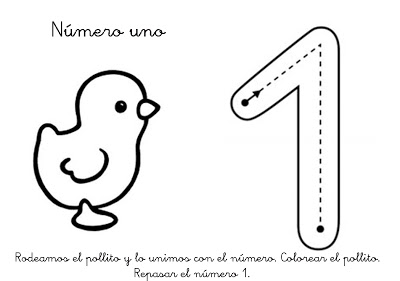 Número uno
Rodeamos el pollito y lo unimos con el número. Colorear el pollito.
Repasar el número 1.